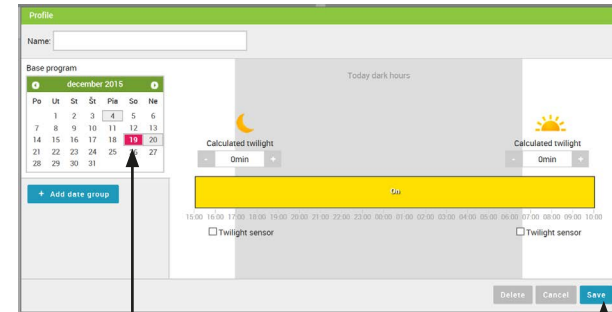 Profile
Name:
Base program
december 2015
Po Ut St Št Pia So Ne
1 2 3 4 5 6
7 8 9 10 11 12 13
14 15 16 17 18 19 20
21 22 23 24 25 27
28 29 30 31
+ Add date group
Today dark hours
Calculated twilight
- 0min +
Calculated twilight
- 0min +
On
15:00 16:00 17:00 18:00 19:00 20:00 21:00 22:00 23:00 00:00 01:00 02:00 03:00 04:00 05:00 06:00 07:00 08:00 09:00 10:00
Twilight sensor
Twilight sensor
Delete Cancel Save